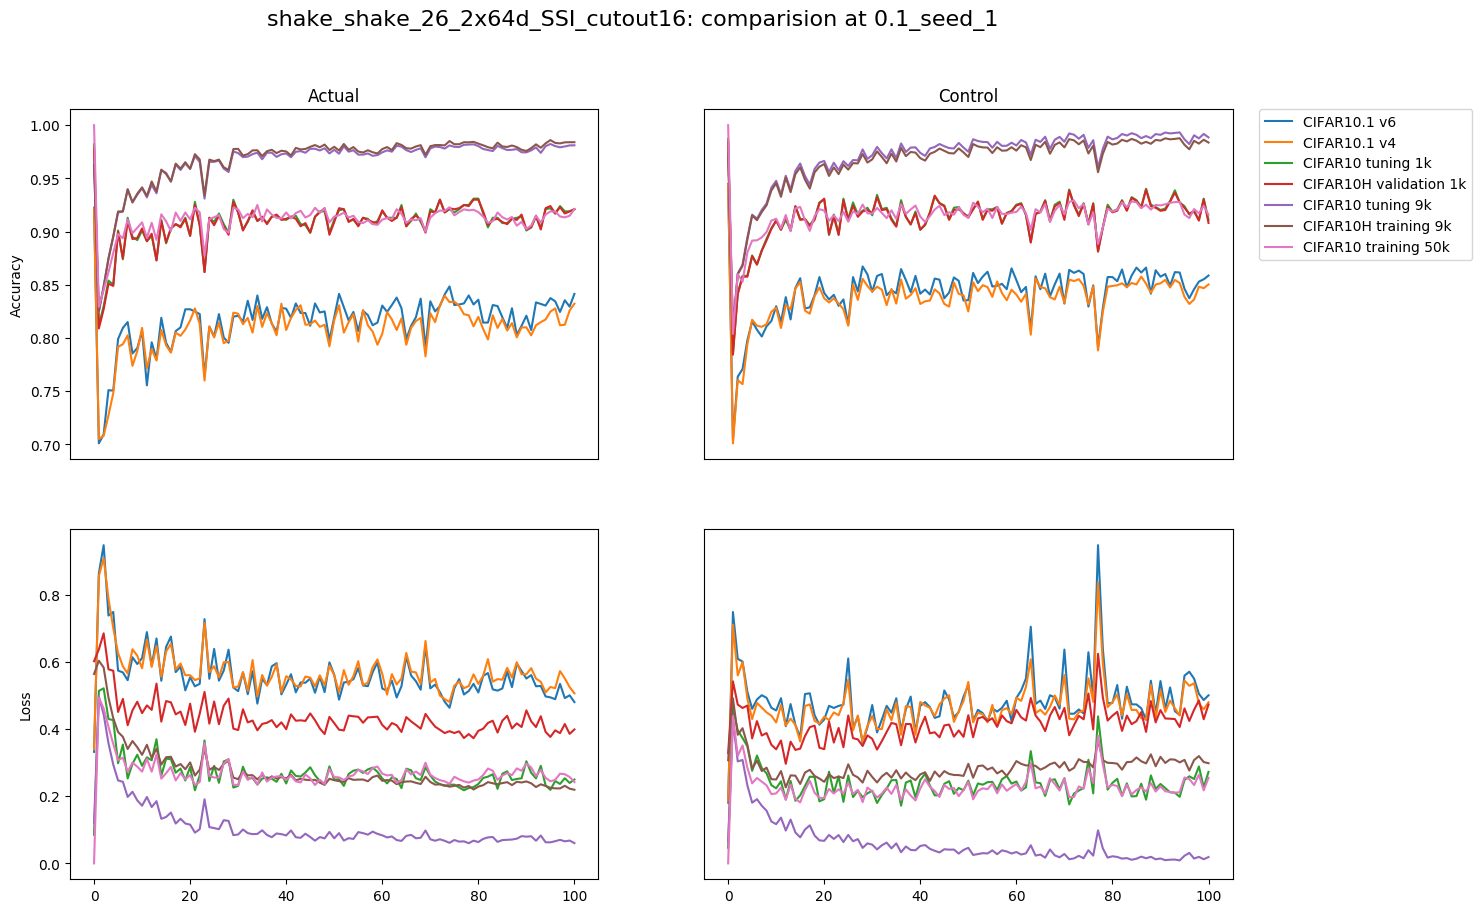 shake_shake_26_2x64d_SSI_cutout16: comparision at 0.1_seed_1
Actual
Control
Accuracy
1.00
0.95
0.90
0.85
0.80
0.75
0.70
CIFAR10.1 v6
CIFAR10.1 v4
CIFAR10 tuning 1k
CIFAR10H validation 1k
CIFAR10 tuning 9k
CIFAR10H training 9k
CIFAR10 training 50k
Loss
0.8
0.6
0.4
0.2
0.0
0 20 40 60 80 100
0 20 40 60 80 100